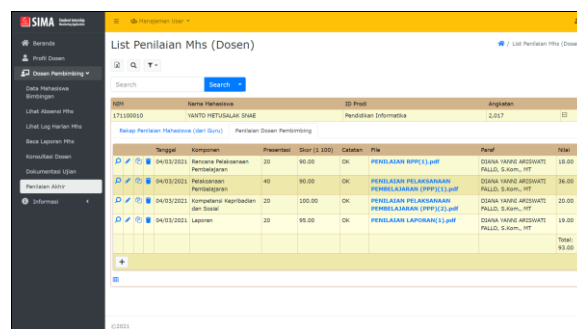 SIMA Student Internship Monitoring Application
Manajemen User
Beranda
Profil Dosen
Dosen Pembimbing
Data Mahasiswa Bimbingan
Lihat Absensi Mhs
Lihat Log Harian Mhs
Baca Laporan Mhs
Konsultasi Dosen
Dokumentasi Ujian
Penilaian Akhir
Informasi
List Penilaian Mhs (Dosen)
/ List Penilaian Mhs (Dose
Search
Search
NIM Nama Mahasiswa ID Prodi Angkatan
171100010 YANTO METUSALAK SNAE Pendidikan Informatika 2,017
Rekap Penilaian Mahasiswa (dari Guru) Penilaian Dosen Pembimbing
Tanggal Komponen Presentasi Skor (1 100) Catatan File Paraf Nilai
04/03/2021 Rencana Pelaksanaan Pembelajaran 20 90.00 OK PENILAIAN RPP(1).pdf DIANA YANNI ARISWATI FALLO, S.Kom., MT 18.00
04/03/2021 Pelaksanaan Pembelajaran 40 90.00 OK PENILAIAN PELAKSANAAN PEMBELAJARAN (PPP)(1).pdf DIANA YANNI ARISWATI FALLO, S.Kom., MT 36.00
04/03/2021 Kompetensi Kepribadian dan Sosial 20 100.00 OK PENILAIAN PELAKSANAAN PEMBELAJARAN (PPP)(2).pdf DIANA YANNI ARISWATI FALLO, S.Kom., MT 20.00
04/03/2021 Laporan 20 95.00 OK PENILAIAN LAPORAN(1).pdf DIANA YANNI ARISWATI FALLO, S.Kom., MT 19.00
Total:
93.00
©2021